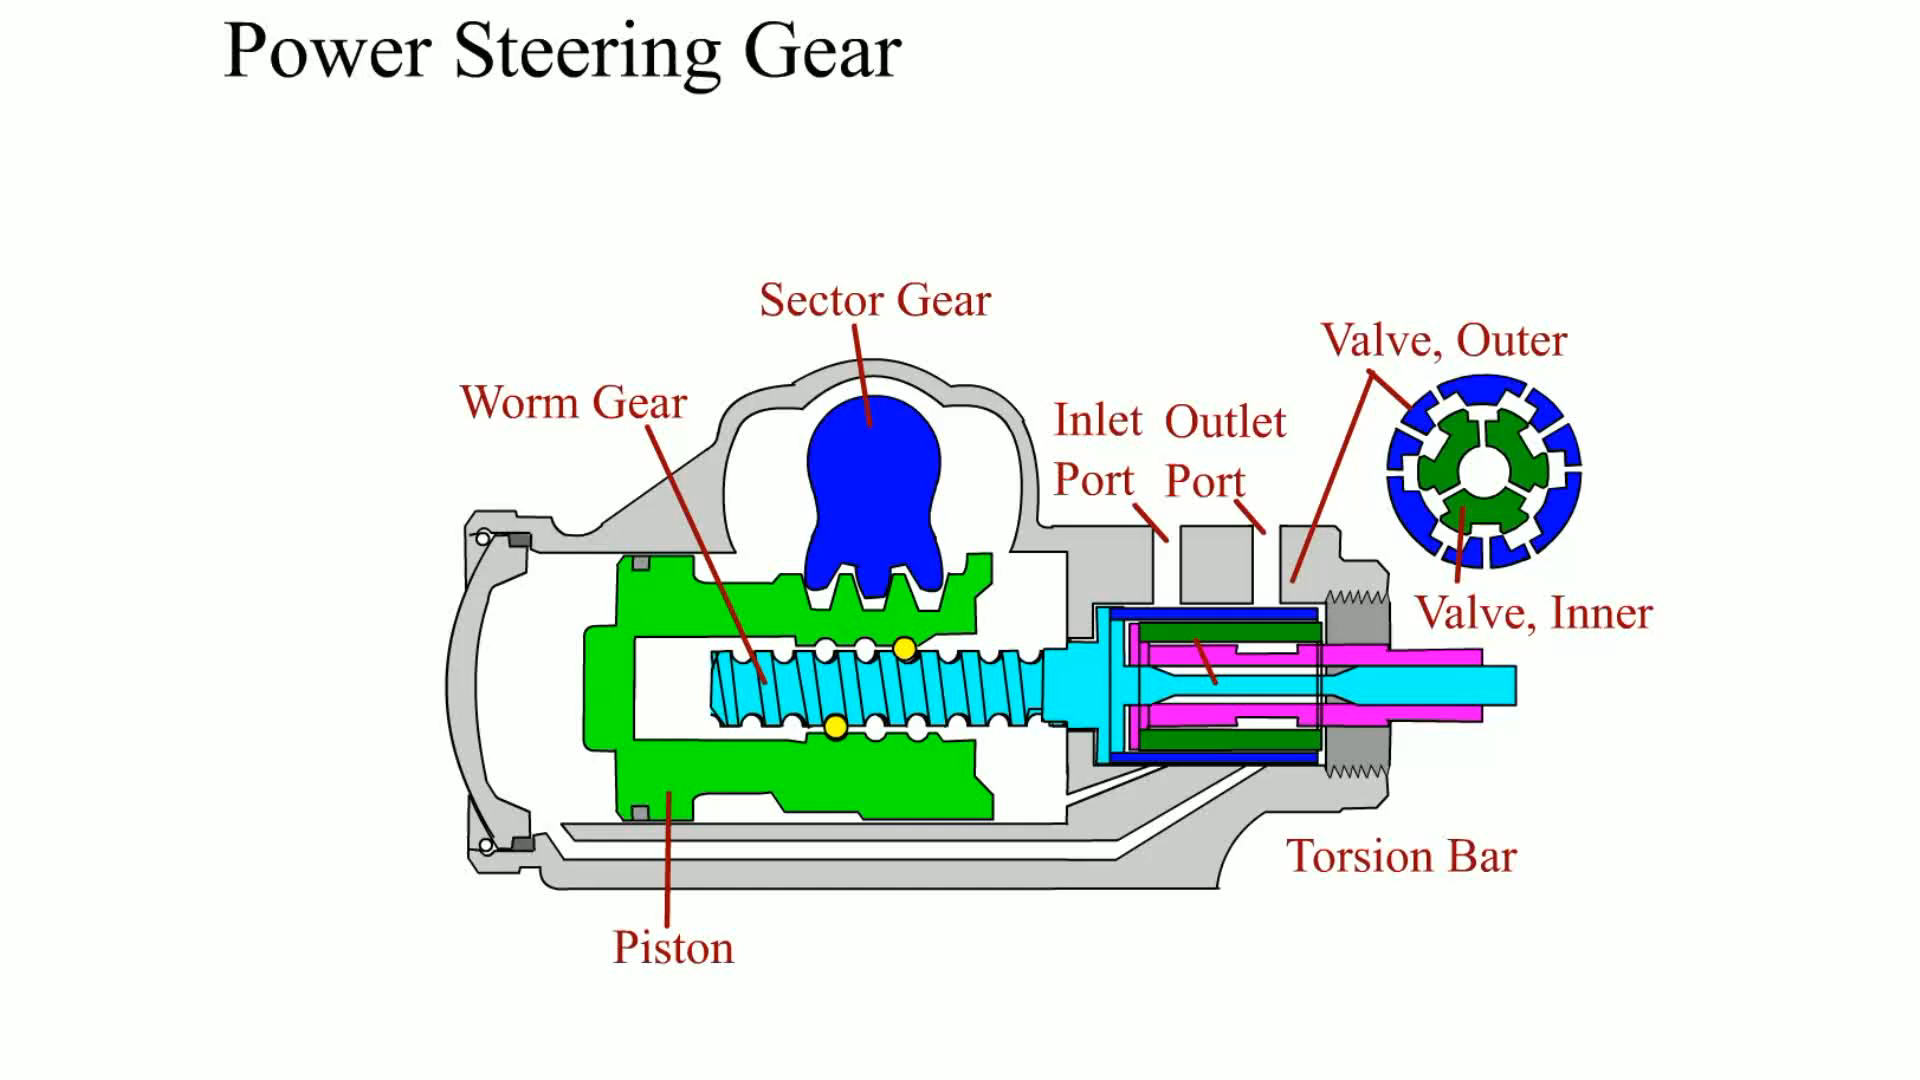 Power Steering Gear
Sector Gear
Valve, Outer
Worm Gear
Inlet
Port
Outlet
Port
Valve, Inner
Torsion Bar
Piston